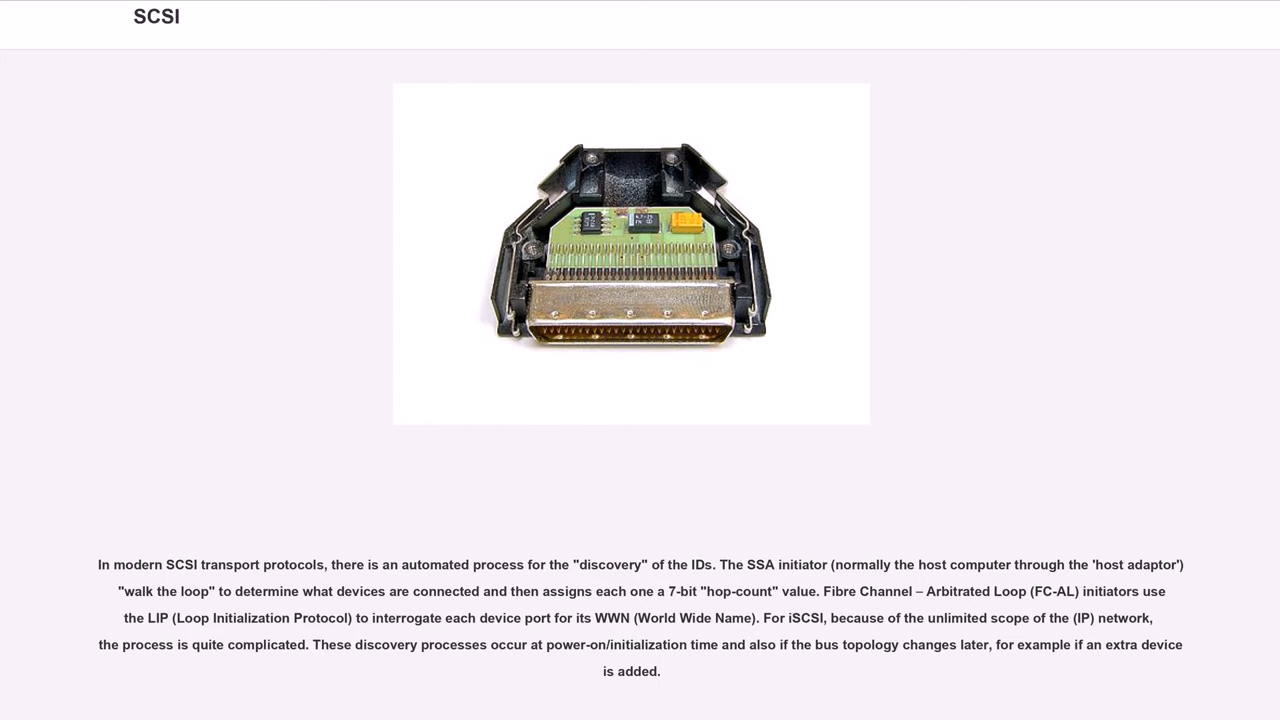 SCSI
In modern SCSI transport protocols, there is an automated process for the "discovery" of the IDs. The SSA initiator (normally the host computer through the 'host adaptor')
"walk the loop" to determine what devices are connected and then assigns each one a 7-bit "hop-count" value. Fibre Channel – Arbitrated Loop (FC-AL) initiators use
the LIP (Loop Initialization Protocol) to interrogate each device port for its WWN (World Wide Name). For iSCSI, because of the unlimited scope of the (IP) network,
the process is quite complicated. These discovery processes occur at power-on/initialization time and also if the bus topology changes later, for example if an extra device
is added.